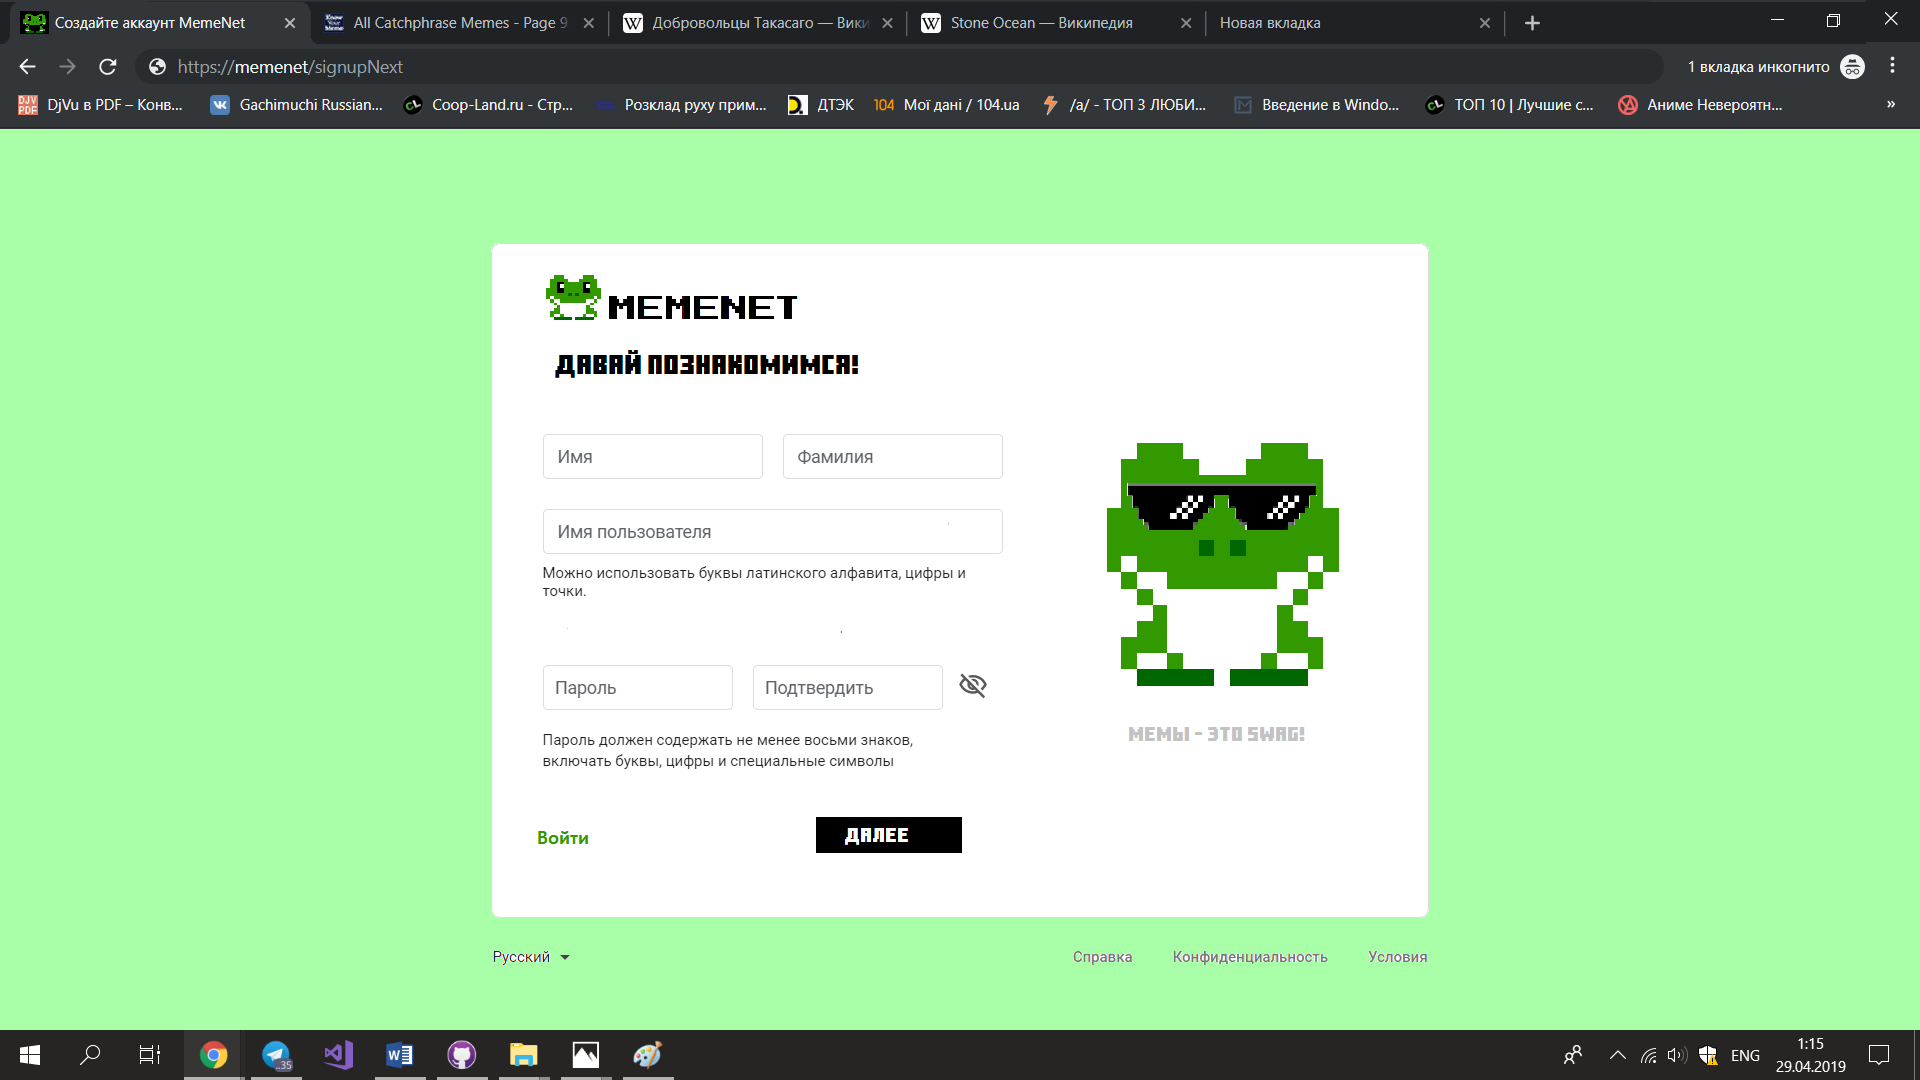 Создайте аккаунт MemeNet
All Catchphrase Memes - Page 9
Добровольцы Такасаго — Вики
Stone Ocean — Википедия
Новая вкладка
https://memenet/signupNext
1 вкладка инкогнито
DjVu в PDF – Конв...
Gachimuchi Russian...
Coop-Land.ru - Стр...
Розклад руху прим...
ДТЭК
104
Мої дані / 104.ua
/a/ - ТОП 3 ЛЮБИ...
Введение в Windo...
ТОП 10 | Лучшие с...
Аниме Невероятн...
»
MEMENET
ДАВАЙ ПОЗНАКОМИМСЯ!
Имя
Фамилия
Имя пользователя
Можно использовать буквы латинского алфавита, цифры и
точки.
Пароль
Подтвердить
Пароль должен содержать не менее восьми знаков,
включать буквы, цифры и специальные символы
МЕМЫ - ЭТО SWAG!
Войти
ДАЛЕЕ
Русский
Справка
Конфиденциальность
Условия
..35
ENG
1:15
29.04.2019